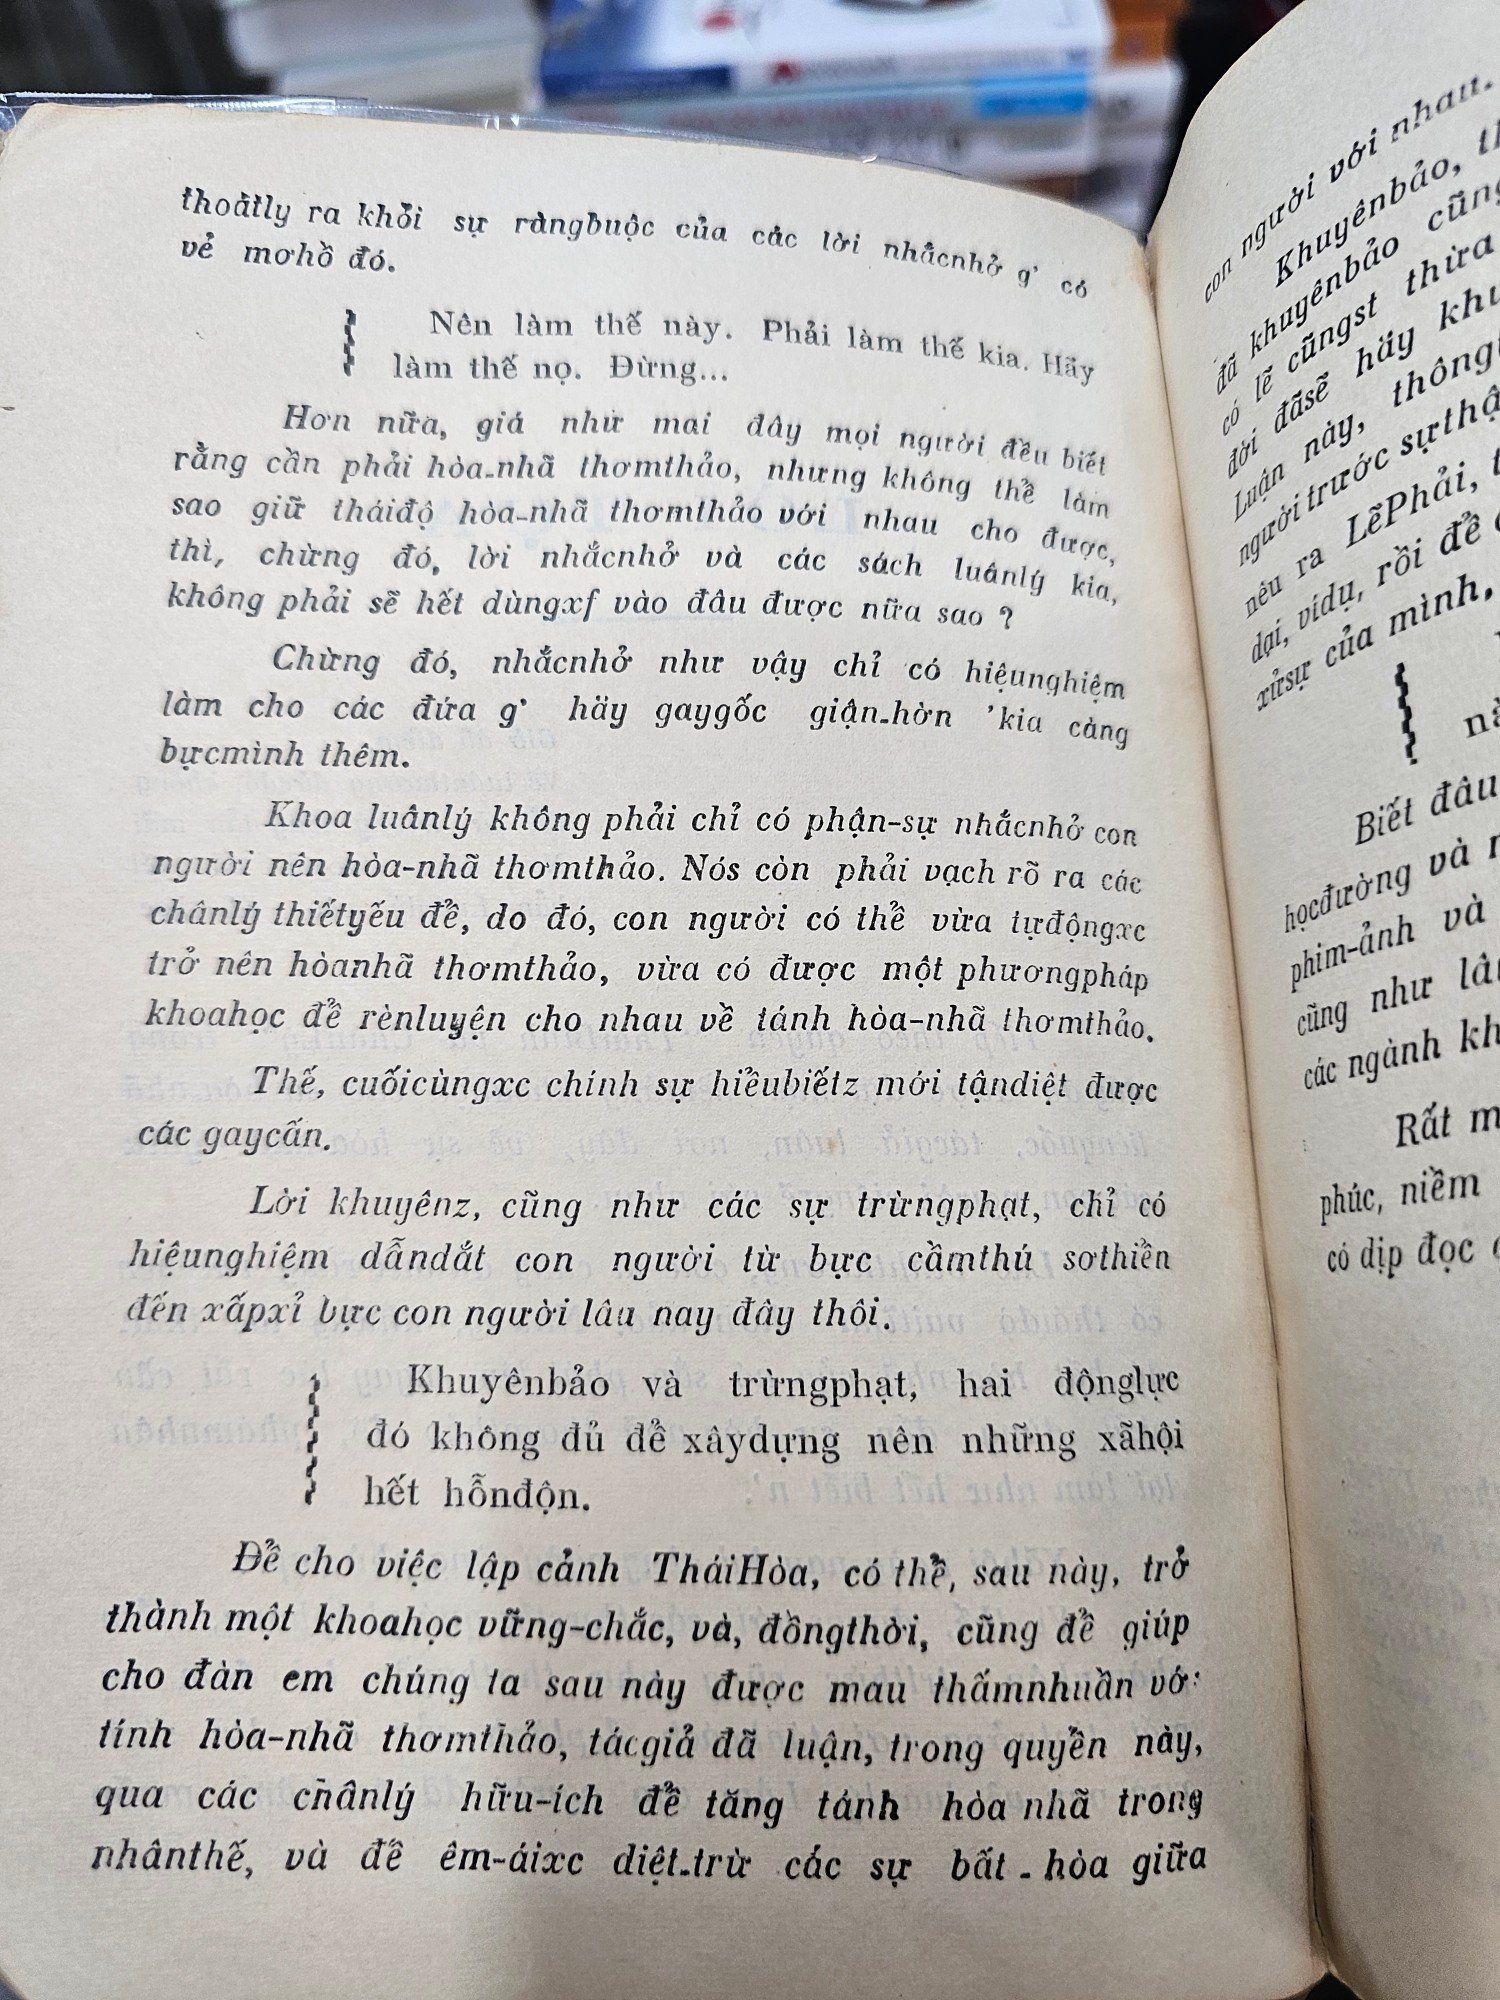 thoátly ra khỏi sự ràngbuộc của các lời nhắcnhở g' có
vẻ mơhồ đó.
Nên làm thế này. Phải làm thế kia. Hãy
làm thế nọ. Đừng...
Hơn nữa, giá như mai đây mọi người đều biết
rằng cần phải hòa-nhã thơmthảo, nhưng không thể làm
sao giữ tháiđộ hòa-nhã thơmthảo với nhau cho được,
thì, chừng đó, lời nhắcnhở và các sách luânlý kia,
không phải sẽ hết dùngxf vào đâu được nữa sao ?
Chừng đó, nhắcnhở như vậy chỉ có hiệunghiệm
làm cho các đứa g' hãy gaygốc giận-hờn 'kia càng
bựcmình thêm.
Khoa luânlý không phải chỉ có phận-sự nhắcnhở con
người nên hòa-nhã thơmthảo. Nós còn phải vạch rõ ra các
chânlý thiếtyếu để, do đó, con người có thể vừa tựđộngxc
trở nên hòanhã thơmthảo, vừa có được một phươngpháp
khoahọc để rènluyện cho nhau về tánh hòa-nhã thơmthảo.
Thế, cuốicùngxc chính sự hiểubiếtz mới tậndiệt được
các gaycấn.
Lời khuyênz, cũng như các sự trừngphạt, chỉ có
hiệunghiệm dẫndắt con người từ bực cầmthú sơthiền
đến xấpxỉ bực con người lâu nay đây thôi.
Khuyênbảo và trừngphạt, hai độnglực
đó không đủ để xâydựng nên những xãhội
hết hỗnđộn.
Để cho việc lập cảnh TháiHòa, có thể, sau này, trở
thành một khoahọc vững-chắc, và, đồngthời, cũng để giúp
cho đàn em chúng ta sau này được mau thấmnhuần vớ'
tính hòa-nhã thơmthảo, tácgiả đã luận, trong quyển này,
qua các chânlý hữu-ích để tăng tánh hòa nhã trong
nhânthế, và để êm-áixc diệt-trừ các sự bất - hòa giữa
con người với nhau.
Khuyênbảo,
đã khuyênbảo cũng
có lẽ cũngst thừa
đời đãsẽ hãy
Luận này,
người trước sựthậ
nêu ra LẽPhải,
dại, vídụ, rồi để
xửsự của mình,
Biết đâu
họcđường và
phim-ảnh và
cũng như
các ngành
Rất
phúc, niềm
có dịp đọc